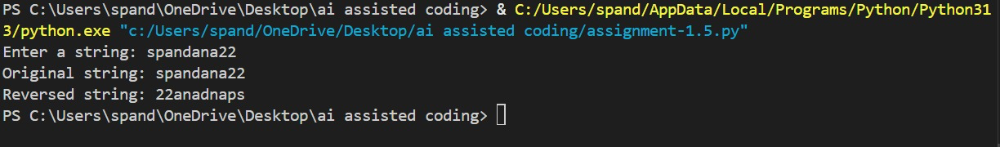 PS C:\Users\spand\OneDrive\Desktop\ai assisted coding> & C:/Users/spand/AppData/Local/Programs/Python/Python31
3/python.exe "c:/Users/spand/OneDrive/Desktop/ai assisted coding/assignment-1.5.py"
Enter a string: spandana22
Original string: spandana22
Reversed string: 22anadnaps
PS C:\Users\spand\OneDrive\Desktop\ai assisted coding>